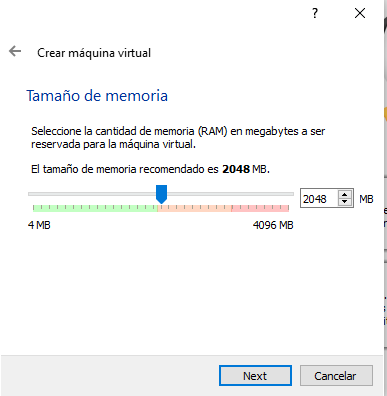 ?
Crear máquina virtual
Tamaño de memoria
Seleccione la cantidad de memoria (RAM) en megabytes a ser
reservada para la máquina virtual.
El tamaño de memoria recomendado es 2048 MB.
2048 MB
4 MB 4096 MB
Next Cancelar